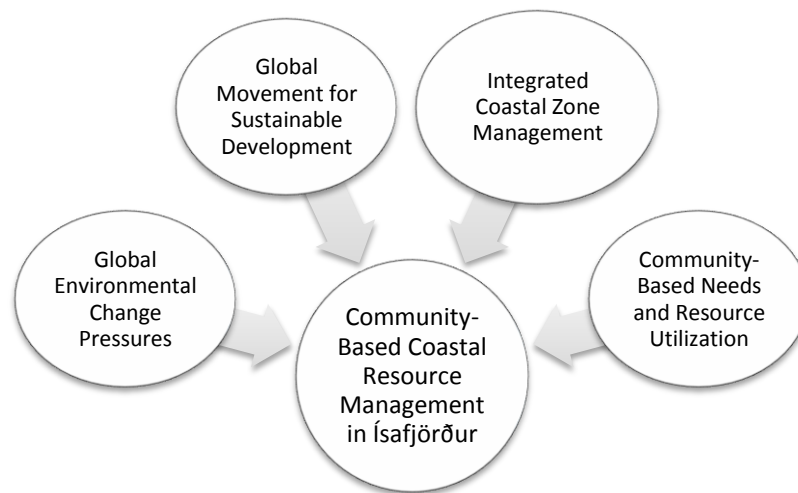 Global
Movement for
Sustainable
Development
Integrated
Coastal Zone
Management
Global
Environmental
Change
Pressures
Community-
Based Needs
and Resource
Utilization
Community-
Based Coastal
Resource
Management
in Ísafjörður